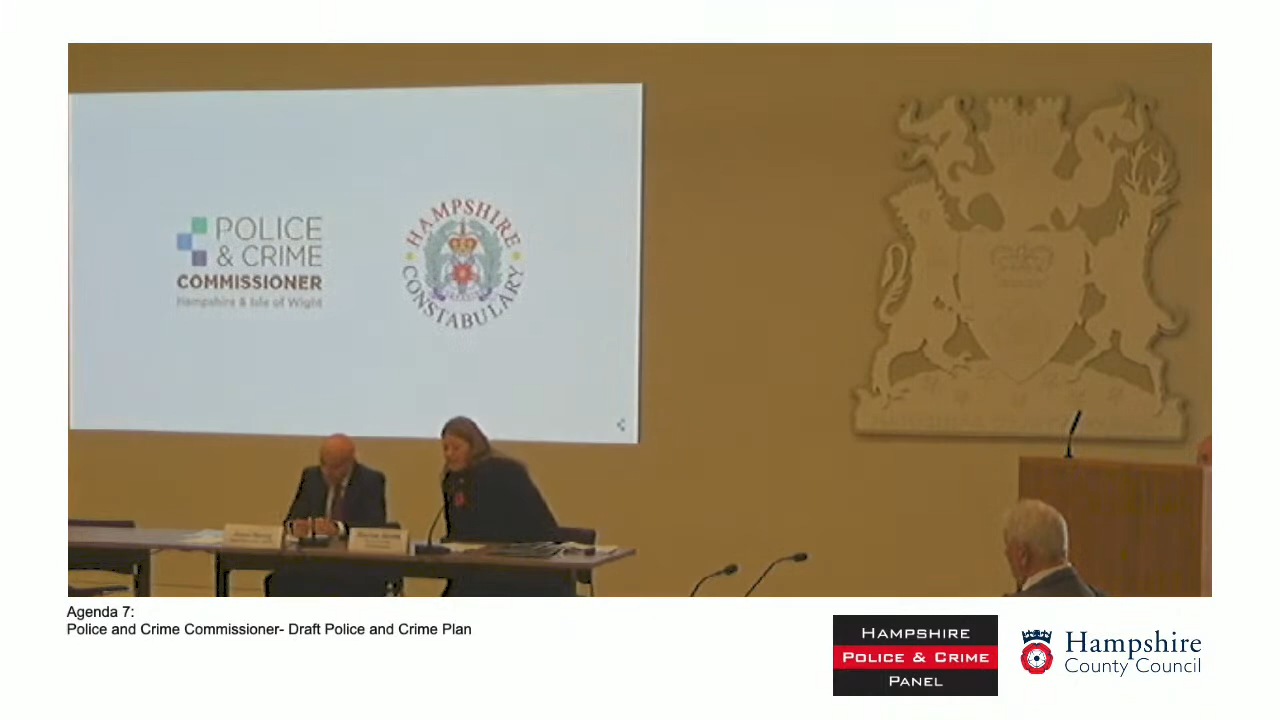 POLICE
& CRIME
COMMISSIONER
Hampshire & Isle of Wight
HAMPSHIRE
CONSTABULARY
Agenda 7:
Police and Crime Commissioner- Draft Police and Crime Plan
HAMPSHIRE
POLICE & CRIME
PANEL
Hampshire
County Council